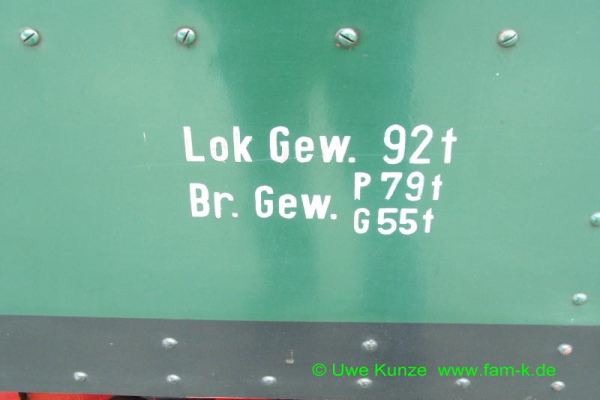 Lok Gew. 92t
Br. Gew. P 79t
G 55t
© Uwe Kunze www.fam-k.de